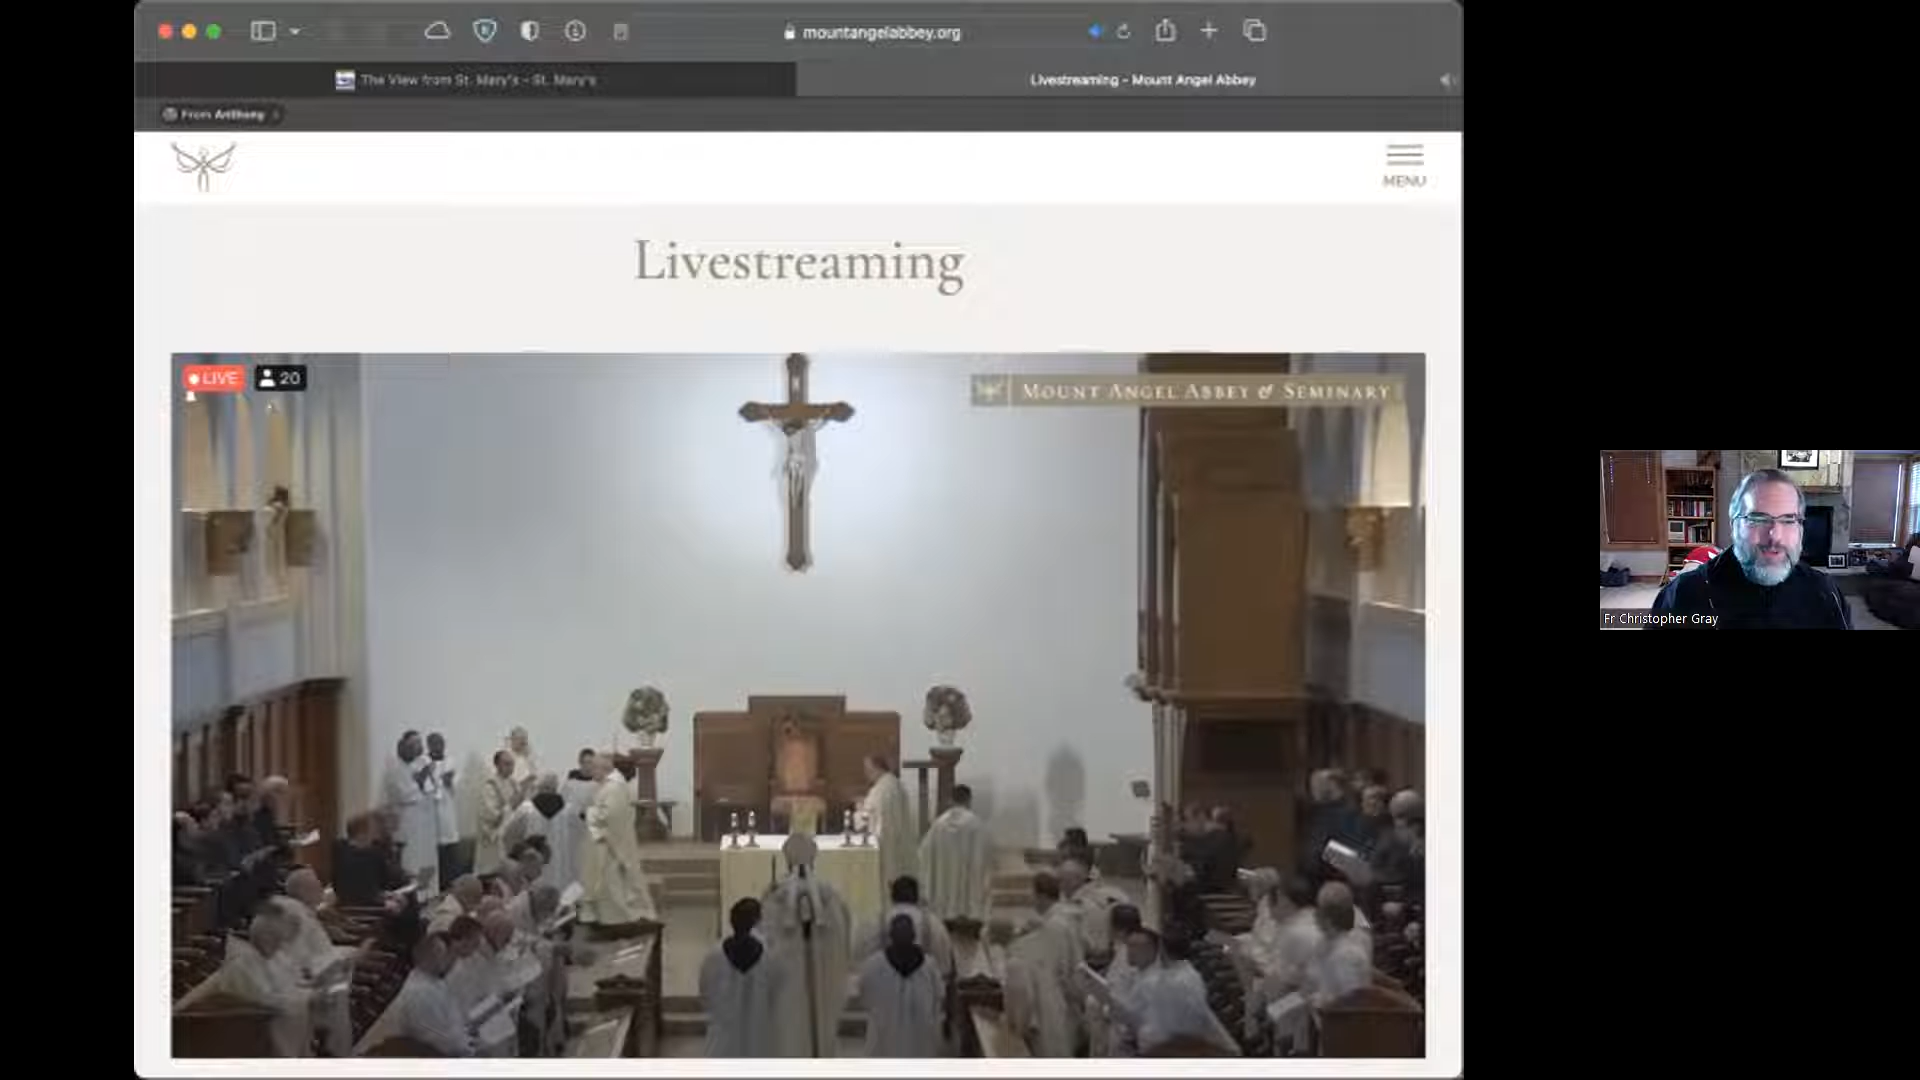 mountangelabbey.org
The View from St. Mary's - St. Mary's
Livestreaming - Mount Angel Abbey
From Anthony
MENU
Livestreaming
LIVE 20
MOUNT ANGEL ABBEY & SEMINARY
Fr Christopher Gray